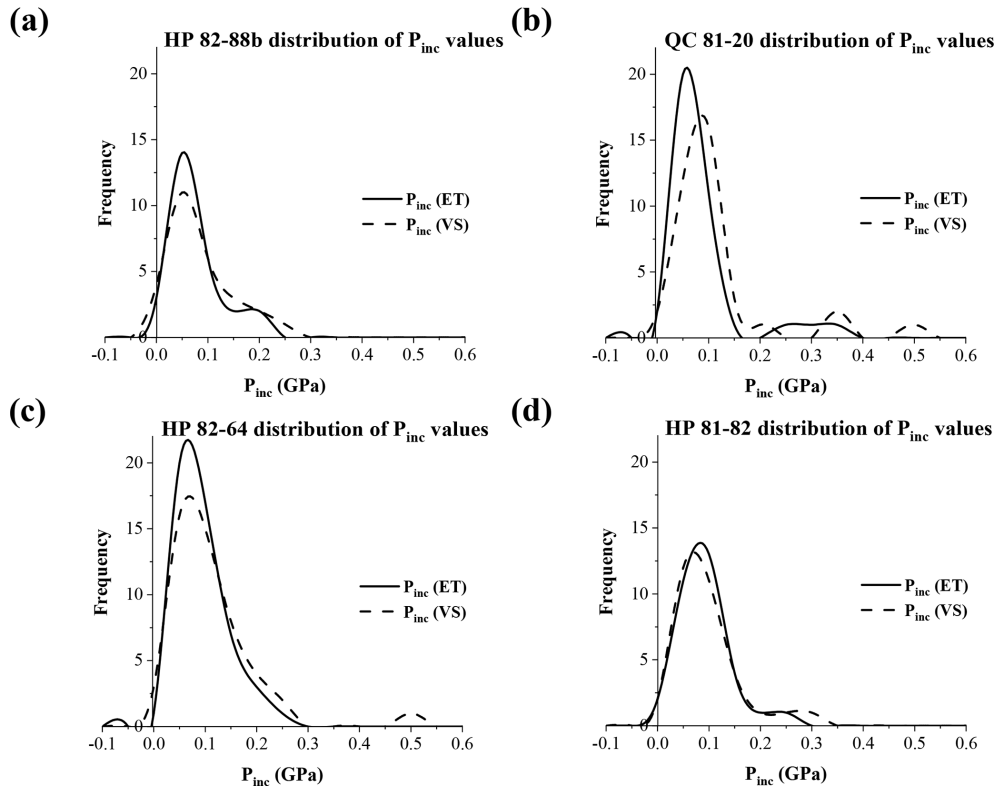 (a)
HP 82-88b distribution of Pinc values
20
15
10
5
0
Frequency
Pinc (ET)
Pinc (VS)
-0.1 0.0 0.1 0.2 0.3 0.4 0.5 0.6
Pinc (GPa)
(b)
QC 81-20 distribution of Pinc values
20
15
10
5
0
Frequency
Pinc (ET)
Pinc (VS)
-0.1 0.0 0.1 0.2 0.3 0.4 0.5 0.6
Pinc (GPa)
(c)
HP 82-64 distribution of Pinc values
20
15
10
5
0
Frequency
Pinc (ET)
Pinc (VS)
-0.1 0.0 0.1 0.2 0.3 0.4 0.5 0.6
Pinc (GPa)
(d)
HP 81-82 distribution of Pinc values
20
15
10
5
0
Frequency
Pinc (ET)
Pinc (VS)
-0.1 0.0 0.1 0.2 0.3 0.4 0.5 0.6
Pinc (GPa)